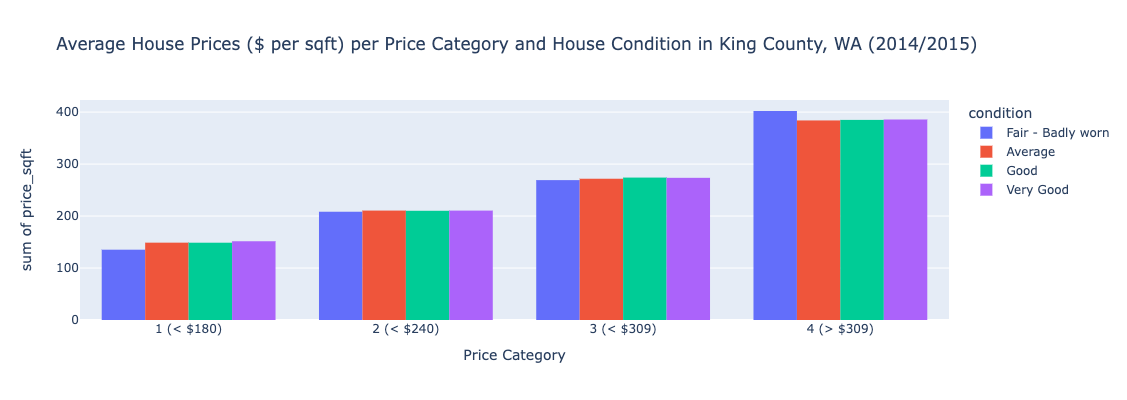 Average House Prices ($ per sqft) per Price Category and House Condition in King County, WA (2014/2015)
sum of price_sqft
400
300
200
100
0
1 (< $180)
2 (< $240)
3 (< $309)
4 (> $309)
Price Category
condition
Fair - Badly worn
Average
Good
Very Good